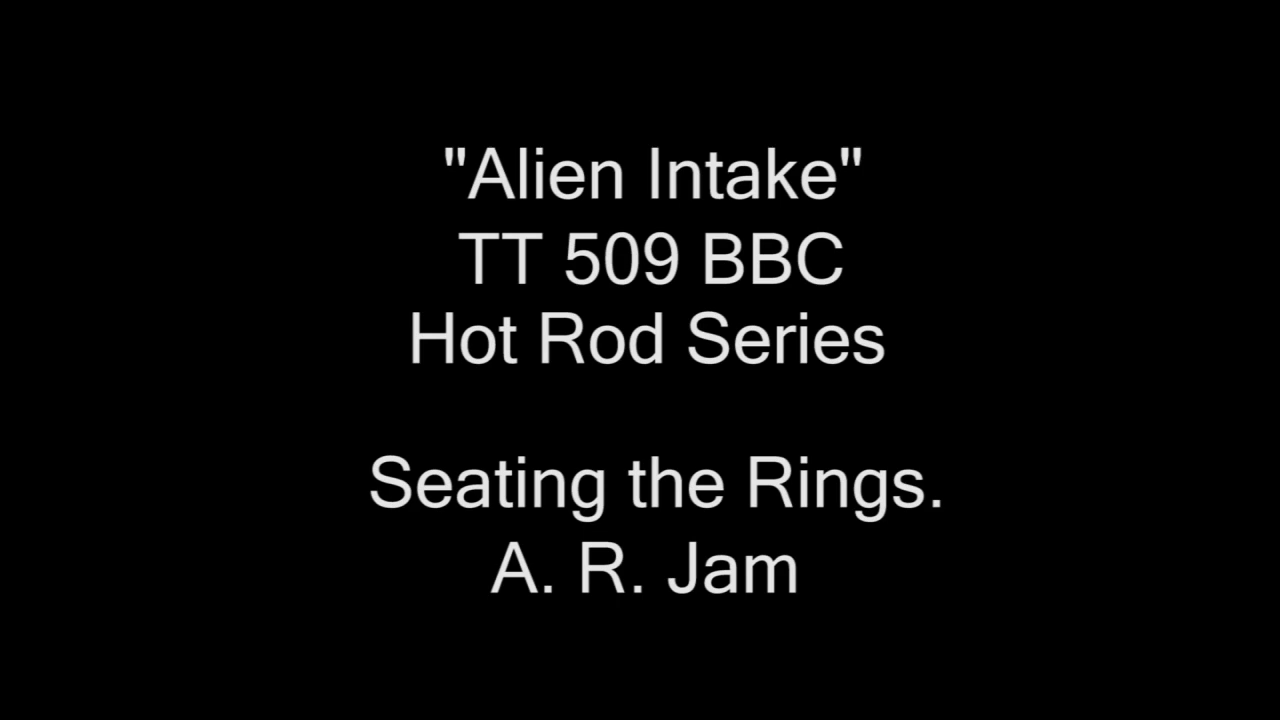 "Alien Intake"
TT 509 BBC
Hot Rod Series
Seating the Rings.
A. R. Jam